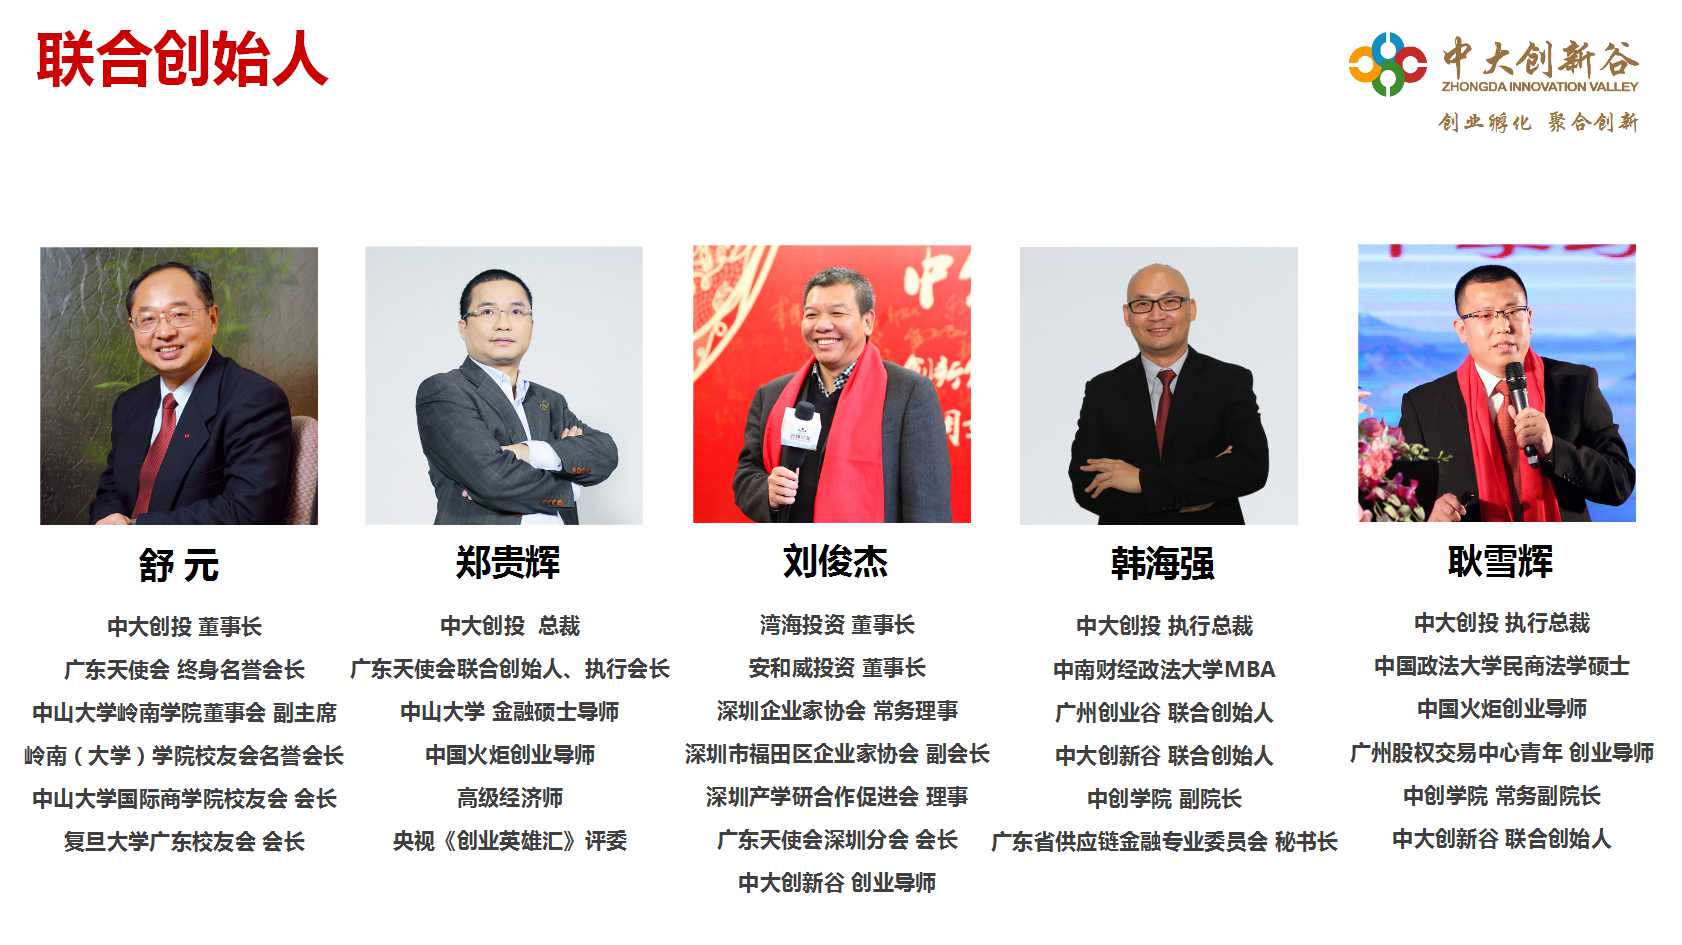 联合创始人
中大创新谷
ZHONGDA INNOVATION VALLEY
创业孵化 聚合创新
舒 元
中大创投 董事长
广东天使会 终身名誉会长
中山大学岭南学院董事会 副主席
岭南（大学）学院校友会名誉会长
中山大学国际商学院校友会 会长
复旦大学广东校友会 会长
郑贵辉
中大创投 总裁
广东天使会联合创始人、执行会长
中山大学 金融硕士导师
中国火炬创业导师
高级经济师
央视《创业英雄汇》评委
刘俊杰
湾海投资 董事长
安和威投资 董事长
深圳企业家协会 常务理事
深圳市福田区企业家协会 副会长
深圳产学研合作促进会 理事
广东天使会深圳分会 会长
中大创新谷 创业导师
韩海强
中大创投 执行总裁
中南财经政法大学MBA
广州创业谷 联合创始人
中大创新谷 联合创始人
中创学院 副院长
广东省供应链金融专业委员会 秘书长
耿雪辉
中大创投 执行总裁
中国政法大学民商法学硕士
中国火炬创业导师
广州股权交易中心青年 创业导师
中创学院 常务副院长
中大创新谷 联合创始人